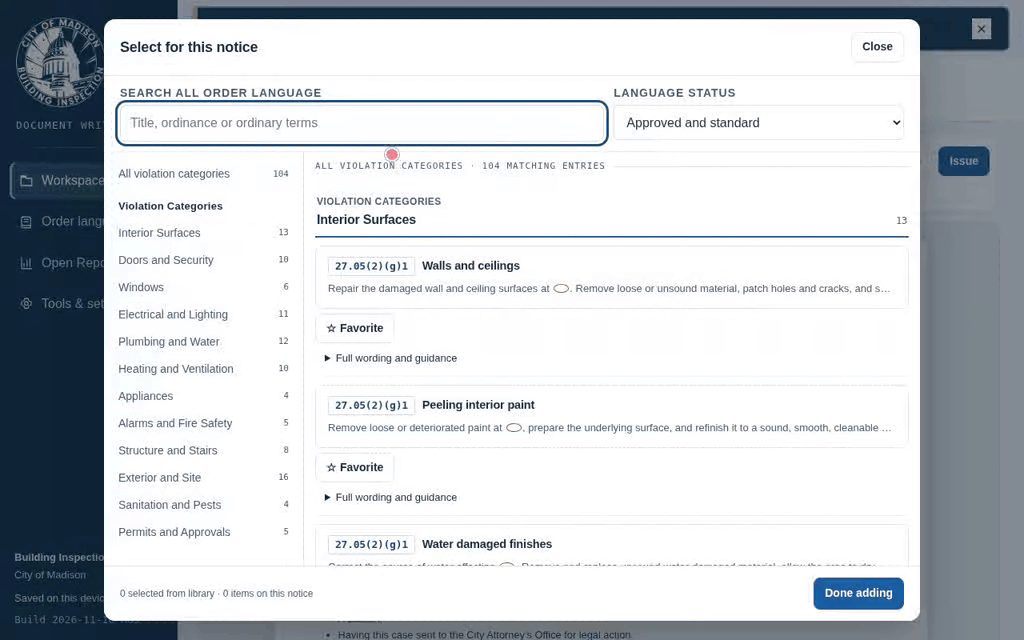 CITY OF MADISON
BUILDING INSPECTION
DOCUMENT WRIT
Workspace
Order langu
Open Repo
Tools & set
Building Inspectio
City of Madison
Saved on this devic
Issue
Select for this notice
Close
SEARCH ALL ORDER LANGUAGE
LANGUAGE STATUS
Title, ordinance or ordinary terms
Approved and standard
All violation categories 104
Violation Categories
Interior Surfaces 13
Doors and Security 10
Windows 6
Electrical and Lighting 11
Plumbing and Water 12
Heating and Ventilation 10
Appliances 4
Alarms and Fire Safety 5
Structure and Stairs 8
Exterior and Site 16
Sanitation and Pests 4
Permits and Approvals 5
ALL VIOLATION CATEGORIES · 104 MATCHING ENTRIES
VIOLATION CATEGORIES
Interior Surfaces 13
27.05(2)(g)1 Walls and ceilings
Repair the damaged wall and ceiling surfaces at ⬭. Remove loose or unsound material, patch holes and cracks, and s…
☆ Favorite
▶ Full wording and guidance
27.05(2)(g)1 Peeling interior paint
Remove loose or deteriorated paint at ⬭, prepare the underlying surface, and refinish it to a sound, smooth, cleanable …
☆ Favorite
▶ Full wording and guidance
27.05(2)(g)1 Water damaged finishes
0 selected from library · 0 items on this notice
Done adding
• Having this case sent to the City Attorney's Office for legal action.